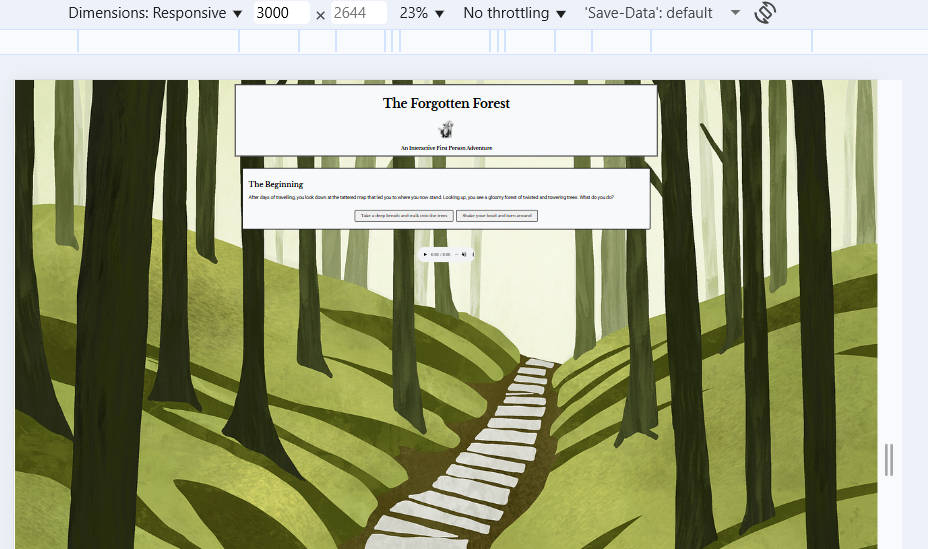 Dimensions: Responsive ▼ 3000 × 2644 23% ▼ No throttling ▼ 'Save-Data': default
The Forgotten Forest
An Interactive First Person Adventure
The Beginning
After days of travelling, you look down at the tattered map that led you to where you now stand. Looking up, you see a gloomy forest of twisted and towering trees. What do you do?
Take a deep breath and walk into the trees Shake your head and turn around
0:00 / 0:00